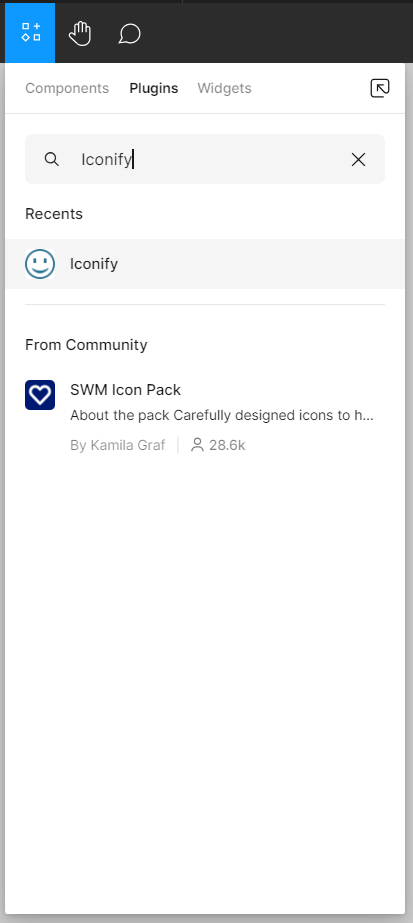 Components Plugins Widgets
Iconify
Recents
Iconify
From Community
SWM Icon Pack
About the pack Carefully designed icons to h...
By Kamila Graf 28.6k